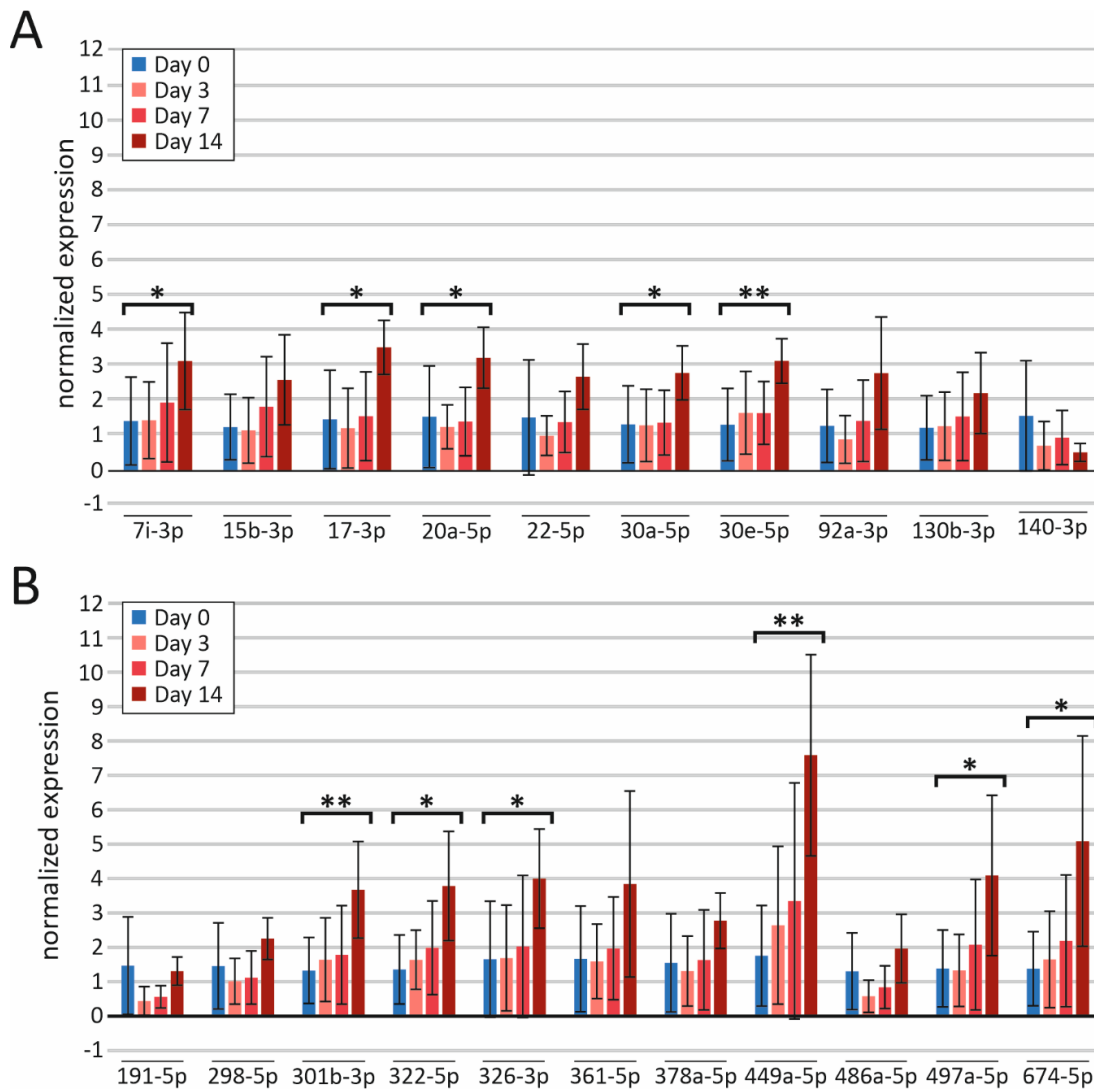 A
12
11
10
9
8
7
6
5
4
3
2
1
0
-1
normalized expression
Day 0
Day 3
Day 7
Day 14
* * * * **
7i-3p 15b-3p 17-3p 20a-5p 22-5p 30a-5p 30e-5p 92a-3p 130b-3p 140-3p
B
12
11
10
9
8
7
6
5
4
3
2
1
0
-1
normalized expression
Day 0
Day 3
Day 7
Day 14
** * * ** * *
191-5p 298-5p 301b-3p 322-5p 326-3p 361-5p 378a-5p 449a-5p 486a-5p 497a-5p 674-5p